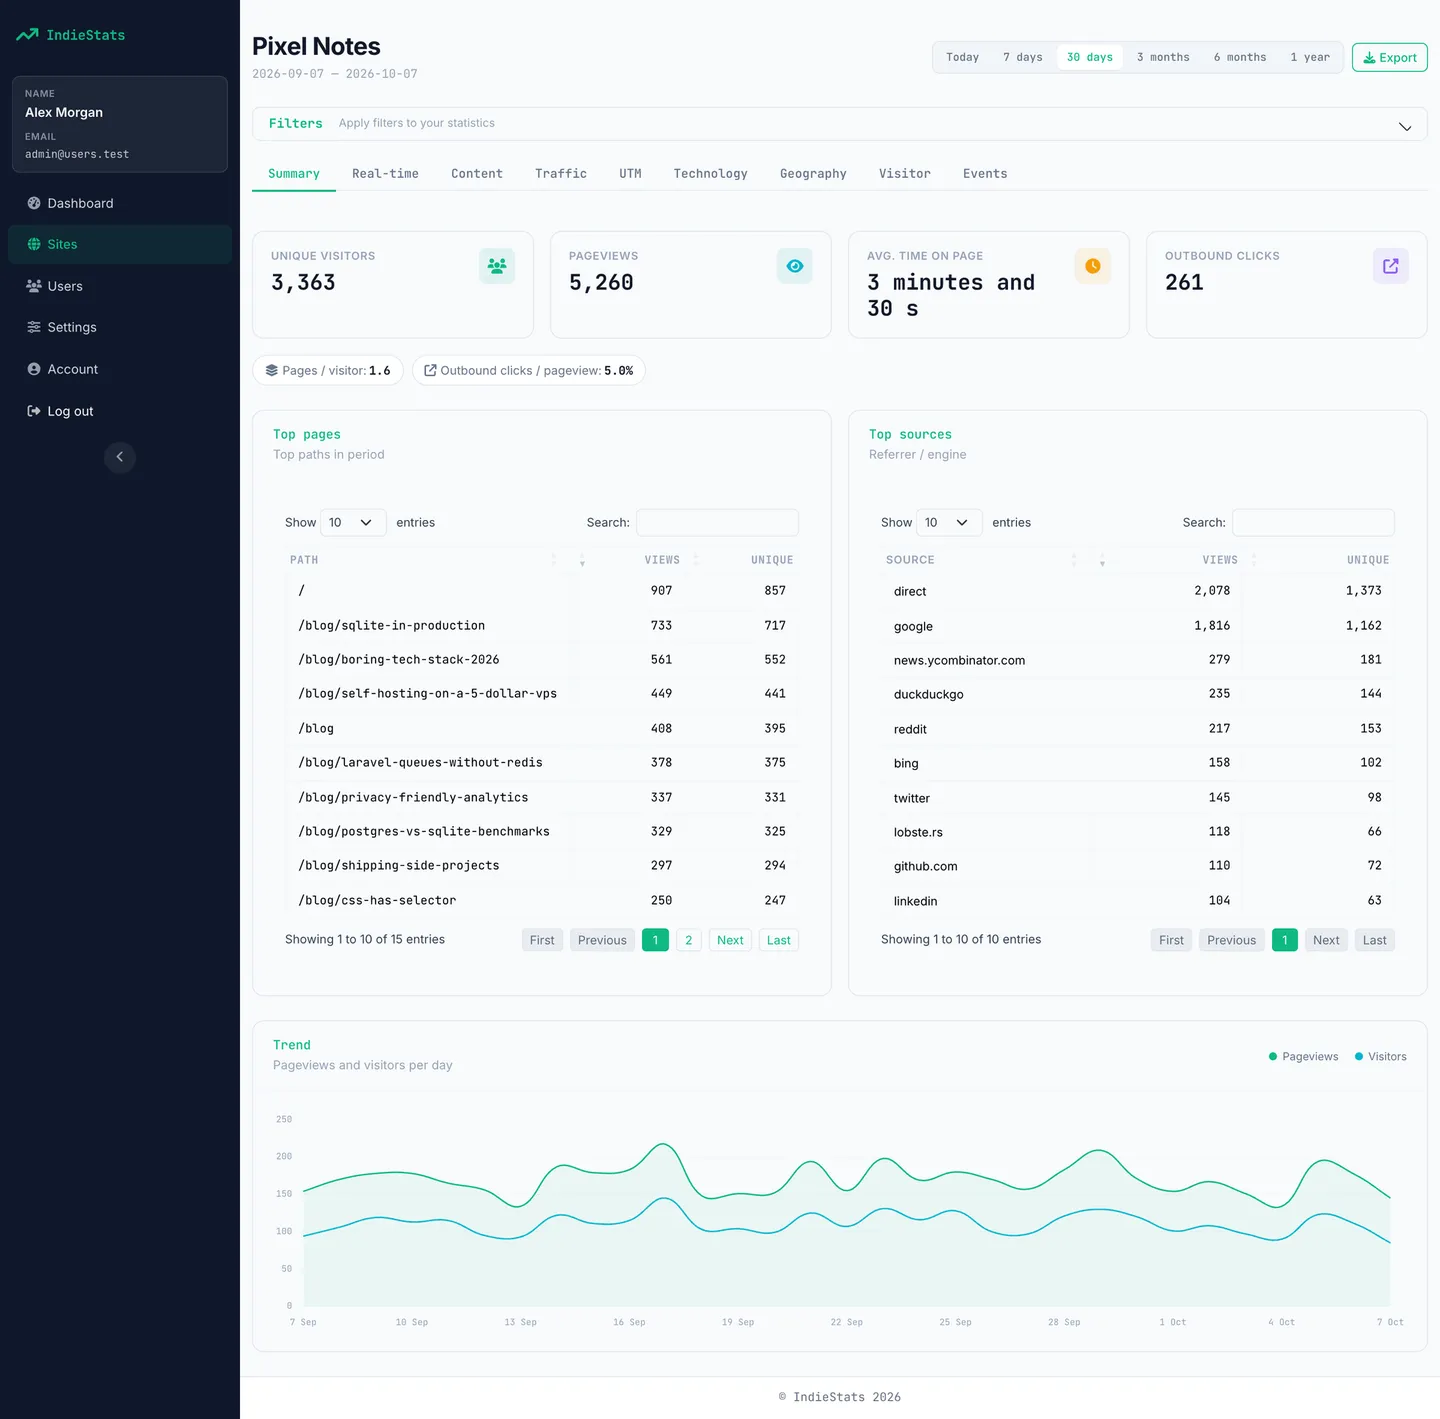 IndieStats
NAME
Alex Morgan
EMAIL
admin@users.test
Dashboard
Sites
Users
Settings
Account
Log out
Pixel Notes
2026-09-07 — 2026-10-07
Today 7 days 30 days 3 months 6 months 1 year Export
Filters Apply filters to your statistics
Summary Real-time Content Traffic UTM Technology Geography Visitor Events
UNIQUE VISITORS
3,363
PAGEVIEWS
5,260
AVG. TIME ON PAGE
3 minutes and
30 s
OUTBOUND CLICKS
261
Pages / visitor: 1.6
Outbound clicks / pageview: 5.0%
Top pages
Top paths in period
Show 10 entries Search:
PATH VIEWS UNIQUE
/ 907 857
/blog/sqlite-in-production 733 717
/blog/boring-tech-stack-2026 561 552
/blog/self-hosting-on-a-5-dollar-vps 449 441
/blog 408 395
/blog/laravel-queues-without-redis 378 375
/blog/privacy-friendly-analytics 337 331
/blog/postgres-vs-sqlite-benchmarks 329 325
/blog/shipping-side-projects 297 294
/blog/css-has-selector 250 247
Showing 1 to 10 of 15 entries First Previous 1 2 Next Last
Top sources
Referrer / engine
Show 10 entries Search:
SOURCE VIEWS UNIQUE
direct 2,078 1,373
google 1,816 1,162
news.ycombinator.com 279 181
duckduckgo 235 144
reddit 217 153
bing 158 102
twitter 145 98
lobste.rs 118 66
github.com 110 72
linkedin 104 63
Showing 1 to 10 of 10 entries First Previous 1 Next Last
Trend
Pageviews and visitors per day
Pageviews Visitors
250
200
150
100
50
0
7 Sep 10 Sep 13 Sep 16 Sep 19 Sep 22 Sep 25 Sep 28 Sep 1 Oct 4 Oct 7 Oct
© IndieStats 2026